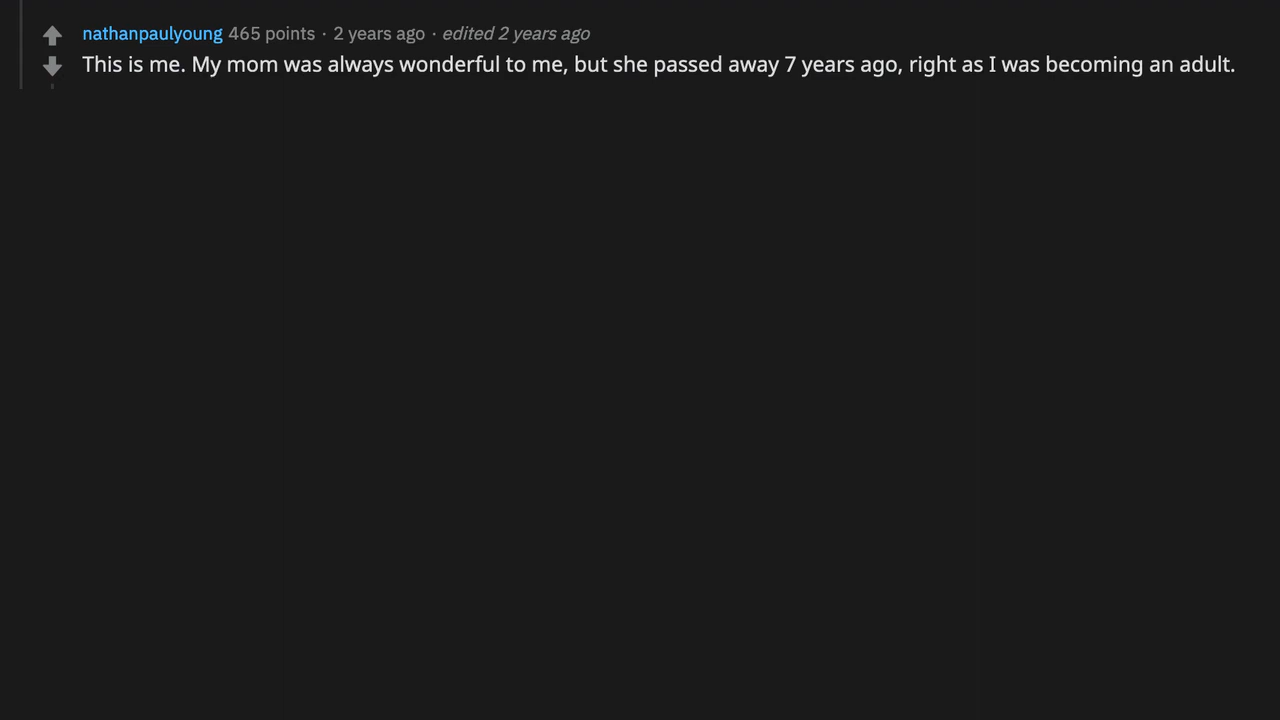 nathanpaulyoung 465 points · 2 years ago · edited 2 years ago
This is me. My mom was always wonderful to me, but she passed away 7 years ago, right as I was becoming an adult.